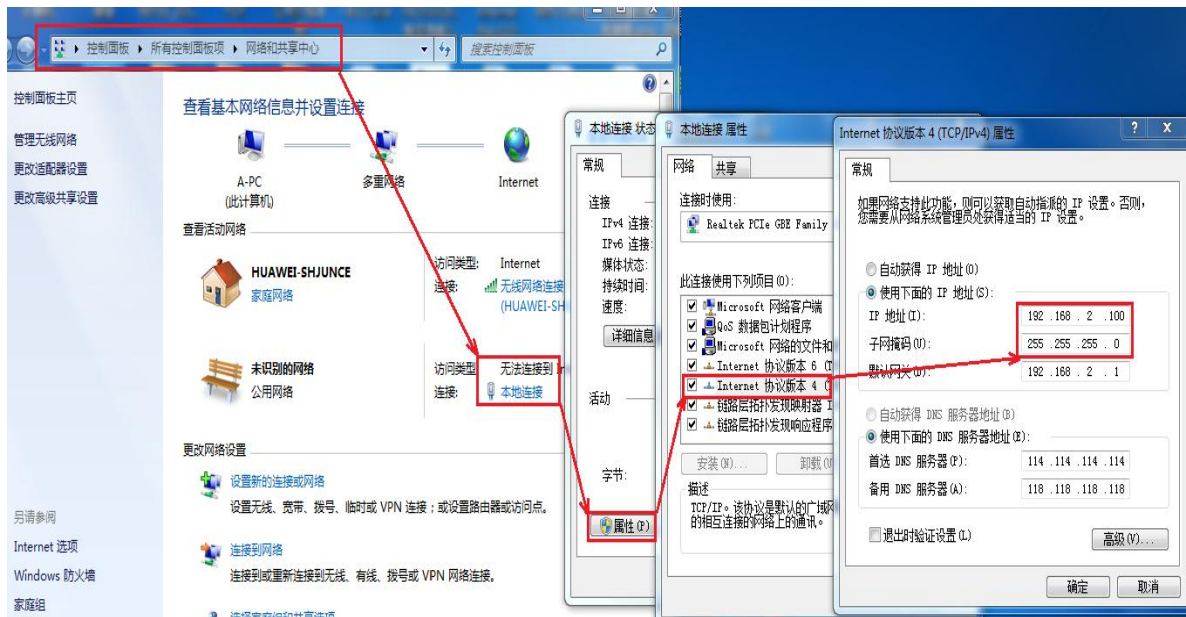 控制面板 ▸ 所有控制面板项 ▸ 网络和共享中心
搜索控制面板
控制面板主页
管理无线网络
更改适配器设置
更改高级共享设置
另请参阅
Internet 选项
Windows 防火墙
家庭组
查看基本网络信息并设置连接
A-PC
(此计算机)
多重网络
Internet
查看活动网络
HUAWEI-SHJUNCE
家庭网络
访问类型: Internet
连接: 无线网络连接
(HUAWEI-SH
未识别的网络
公用网络
访问类型: 无法连接到
连接: 本地连接
更改网络设置
设置新的连接或网络
设置无线、宽带、拨号、临时或 VPN 连接;或设置路由器或访问点。
连接到网络
连接到或重新连接到无线、有线、拨号或 VPN 网络连接。
选择家庭组和共享选项
本地连接 状态
常规
连接
IPv4 连接:
IPv6 连接:
媒体状态:
持续时间:
速度:
详细信息
活动
字节:
属性(P)
本地连接 属性
网络 共享
连接时使用:
Realtek PCIe GBE Family
此连接使用下列项目(O):
Microsoft 网络客户端
QoS 数据包计划程序
Microsoft 网络的文件和
Internet 协议版本 6 (T
Internet 协议版本 4 (
链路层拓扑发现映射器 I
链路层拓扑发现响应程序
安装(N)... 卸载(U
描述
TCP/IP。该协议是默认的广域网
的相互连接的网络上的通讯。
Internet 协议版本 4 (TCP/IPv4) 属性
? X
常规
如果网络支持此功能，则可以获取自动指派的 IP 设置。否则，
您需要从网络系统管理员处获得适当的 IP 设置。
自动获得 IP 地址(O)
使用下面的 IP 地址(S):
IP 地址(I): 192 .168 . 2 .100
子网掩码(U): 255 .255 .255 . 0
默认网关(D): 192 .168 . 2 . 1
自动获得 DNS 服务器地址(B)
使用下面的 DNS 服务器地址(E):
首选 DNS 服务器(P): 114 .114 .114 .114
备用 DNS 服务器(A): 118 .118 .118 .118
退出时验证设置(L)
高级(V)...
确定 取消